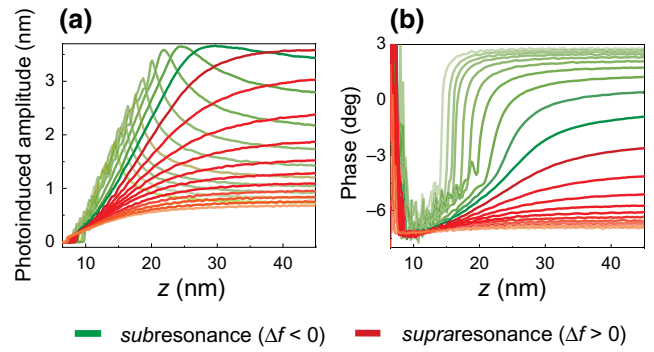 (a)
(b)
Photoinduced amplitude (nm)
3
2
1
0
10
20
30
40
z (nm)
Phase (deg)
3
0
−3
−6
10
20
30
40
z (nm)
subresonance (Δf < 0)
supraresonance (Δf > 0)